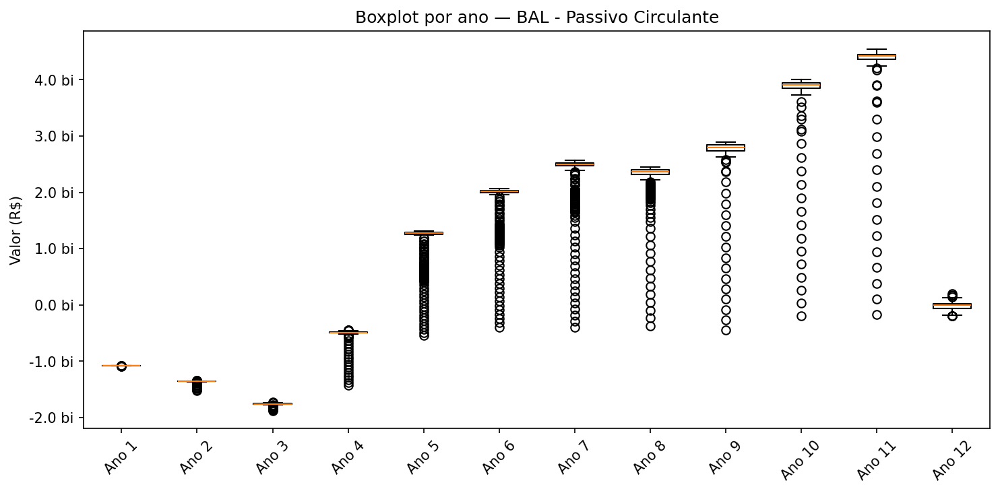 Boxplot por ano — BAL - Passivo Circulante
Valor (R$)
4.0 bi
3.0 bi
2.0 bi
1.0 bi
0.0 bi
-1.0 bi
-2.0 bi
Ano 1
Ano 2
Ano 3
Ano 4
Ano 5
Ano 6
Ano 7
Ano 8
Ano 9
Ano 10
Ano 11
Ano 12